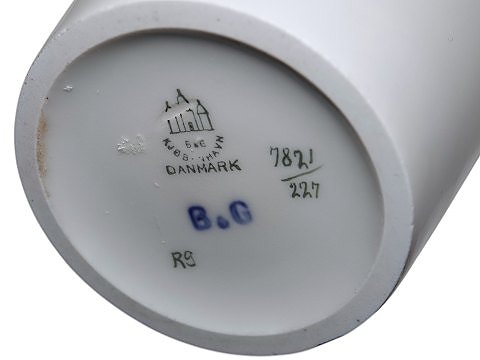 B&G
KJØBENHAVN
DANMARK
7821
227
B&G
R9